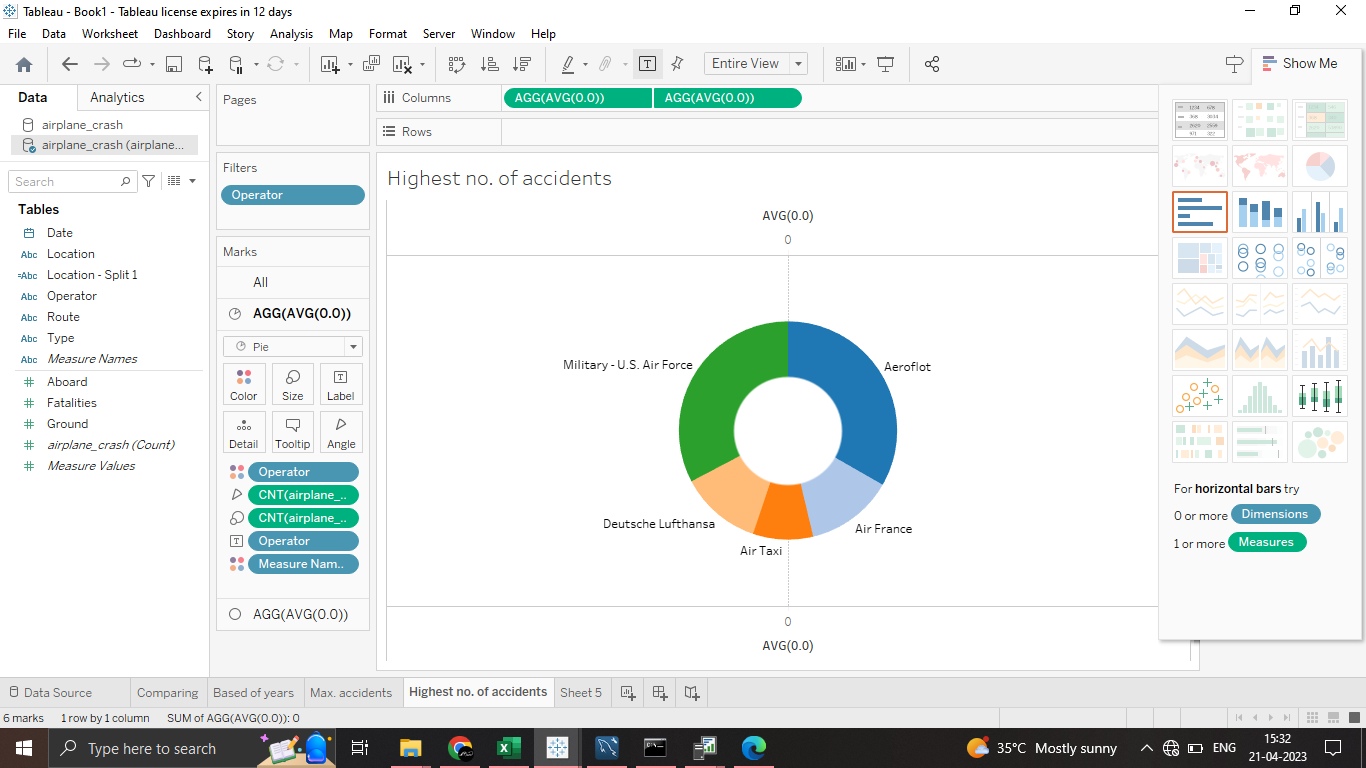 Tableau - Book1 - Tableau license expires in 12 days
File Data Worksheet Dashboard Story Analysis Map Format Server Window Help
Entire View
Show Me
Data Analytics
airplane_crash
airplane_crash (airplane...
Search
Tables
Date
Abc Location
=Abc Location - Split 1
Abc Operator
Abc Route
Abc Type
Abc Measure Names
# Aboard
# Fatalities
# Ground
# airplane_crash (Count)
# Measure Values
Pages
Filters
Operator
Marks
All
AGG(AVG(0.0))
Pie
Color Size Label
Detail Tooltip Angle
Operator
CNT(airplane_..
CNT(airplane_..
Operator
Measure Nam..
AGG(AVG(0.0))
Columns AGG(AVG(0.0)) AGG(AVG(0.0))
Rows
Highest no. of accidents
AVG(0.0)
0
Military - U.S. Air Force
Aeroflot
Deutsche Lufthansa
Air France
Air Taxi
0
AVG(0.0)
For horizontal bars try
0 or more Dimensions
1 or more Measures
Data Source Comparing Based of years Max. accidents Highest no. of accidents Sheet 5
6 marks 1 row by 1 column SUM of AGG(AVG(0.0)): 0
Type here to search
35°C Mostly sunny
ENG
15:32
21-04-2023